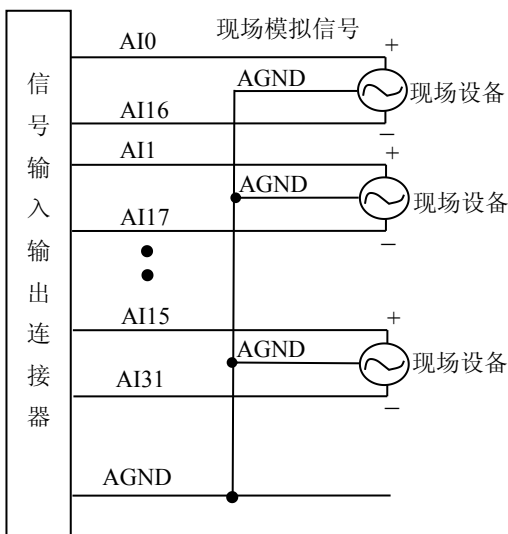 信号输入输出连接器
现场模拟信号
AI0
+
AGND
现场设备
AI16
−
AI1
+
AGND
现场设备
AI17
−
AI15
+
AGND
现场设备
AI31
−
AGND